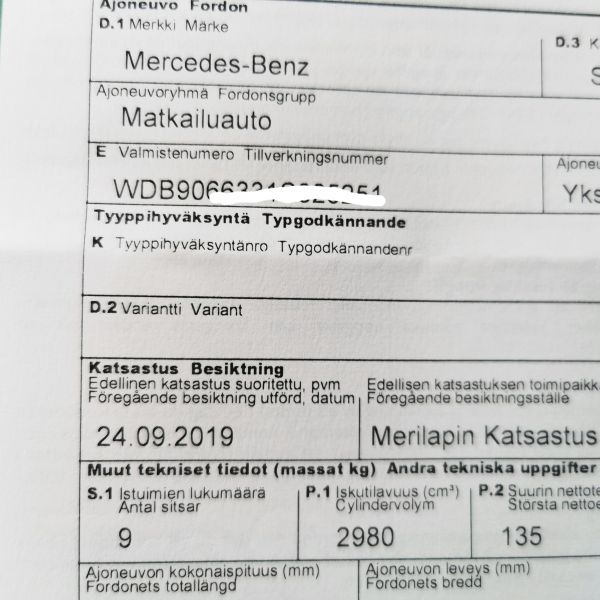 Ajoneuvo Fordon
D.1 Merkki Märke
D.3 K
Mercedes-Benz
S
Ajoneuvoryhmä Fordonsgrupp
Matkailuauto
E Valmistenumero Tillverkningsnummer
Ajoneu
Yks
Tyyppihyväksyntä Typgodkännande
K Tyyppihyväksyntänro Typgodkännandenr
D.2 Variantti Variant
Katsastus Besiktning
Edellinen katsastus suoritettu, pvm
Edellisen katsastuksen toimipaikk
Föregående besiktning utförd, datum
Föregående besiktningsställe
24.09.2019
Merilapin Katsastus
Muut tekniset tiedot (massat kg) Andra tekniska uppgifter
S.1 Istuimien lukumäärä
Antal sitsar
P.1 Iskutilavuus (cm³)
Cylindervolym
P.2 Suurin nettote
Största nettoe
9
2980
135
Ajoneuvon kokonaispituus (mm)
Fordonets totallängd
Ajoneuvon leveys (mm)
Fordonets bredd